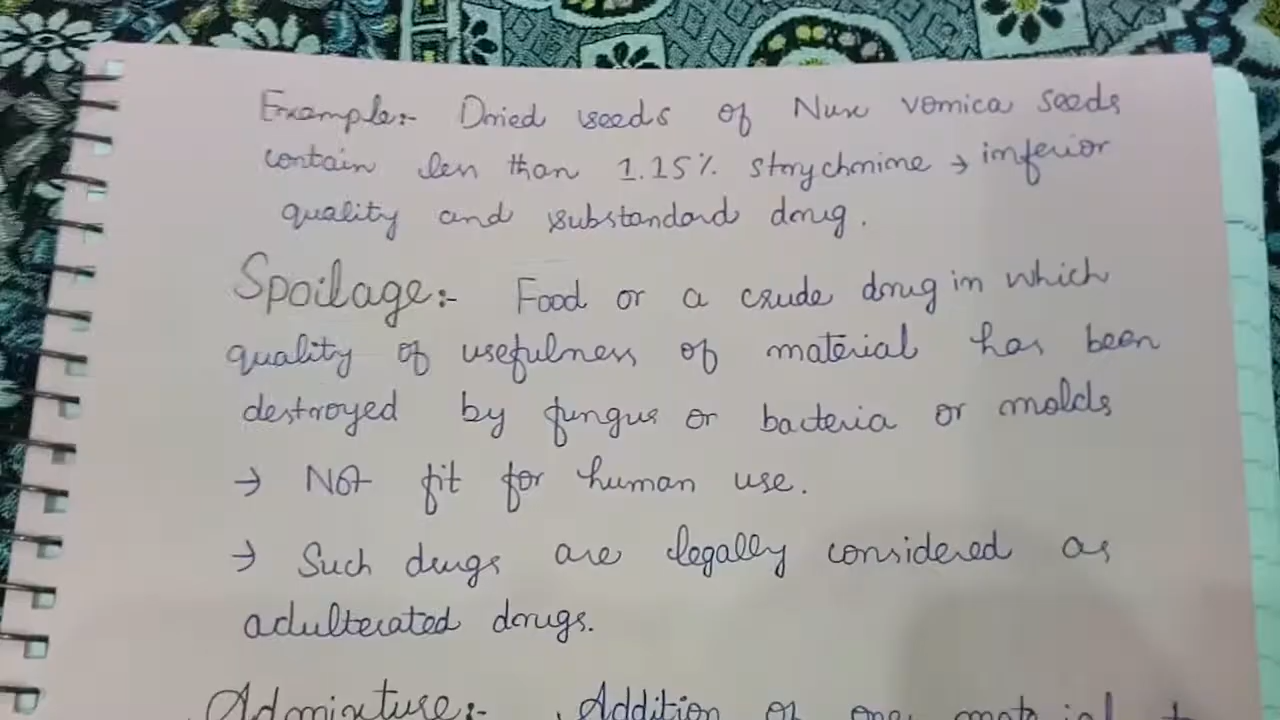 Example:- Dried seeds of Nux vomica seeds
contain less than 1.15% strychnine → inferior
quality and substandard drug.
Spoilage:- Food or a crude drug in which
quality of usefulness of material has been
destroyed by fungus or bacteria or molds
→ Not fit for human use.
→ Such drugs are legally considered as
adulterated drugs.
Admixture:- Addition of one material